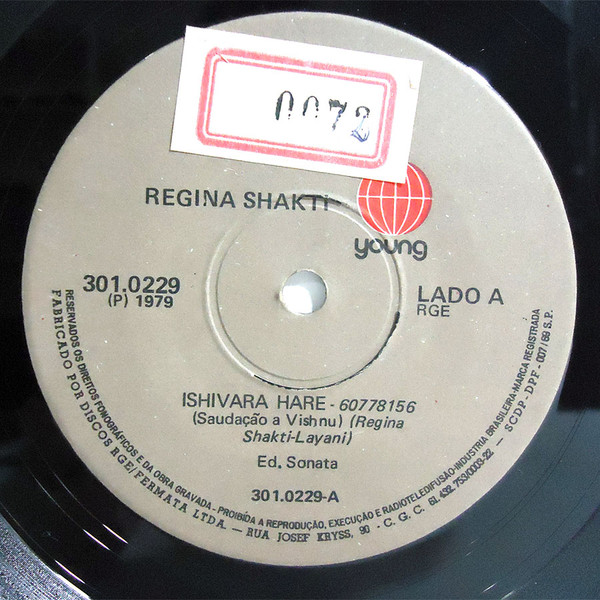 0072
REGINA SHAKTI
young
301.0229
(P) 1979
LADO A
RGE
ISHIVARA HARE - 60778156
(Saudação a Vishnu) (Regina
Shakti-Layani)
Ed. Sonata
301.0229-A
RESERVADOS OS DIREITOS FONOGRÁFICOS E DA OBRA GRAVADA - PROIBIDA A REPRODUÇÃO, EXECUÇÃO E RADIOTELEDIFUSÃO-INDUSTRIA BRASILEIRA-MARCA REGISTRADA
FABRICADO POR DISCOS RGE/FERMATA LTDA. - RUA JOSEF KRYSS, 90 - C. G. C. 61.432.753/0003-22 - SCDP-DPF-007/69 S.P.